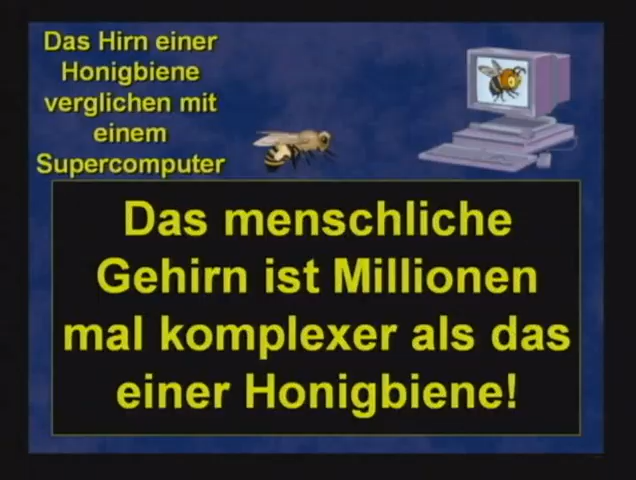 Das Hirn einer
Honigbiene
verglichen mit
einem
Supercomputer
Das menschliche
Gehirn ist Millionen
mal komplexer als das
einer Honigbiene!